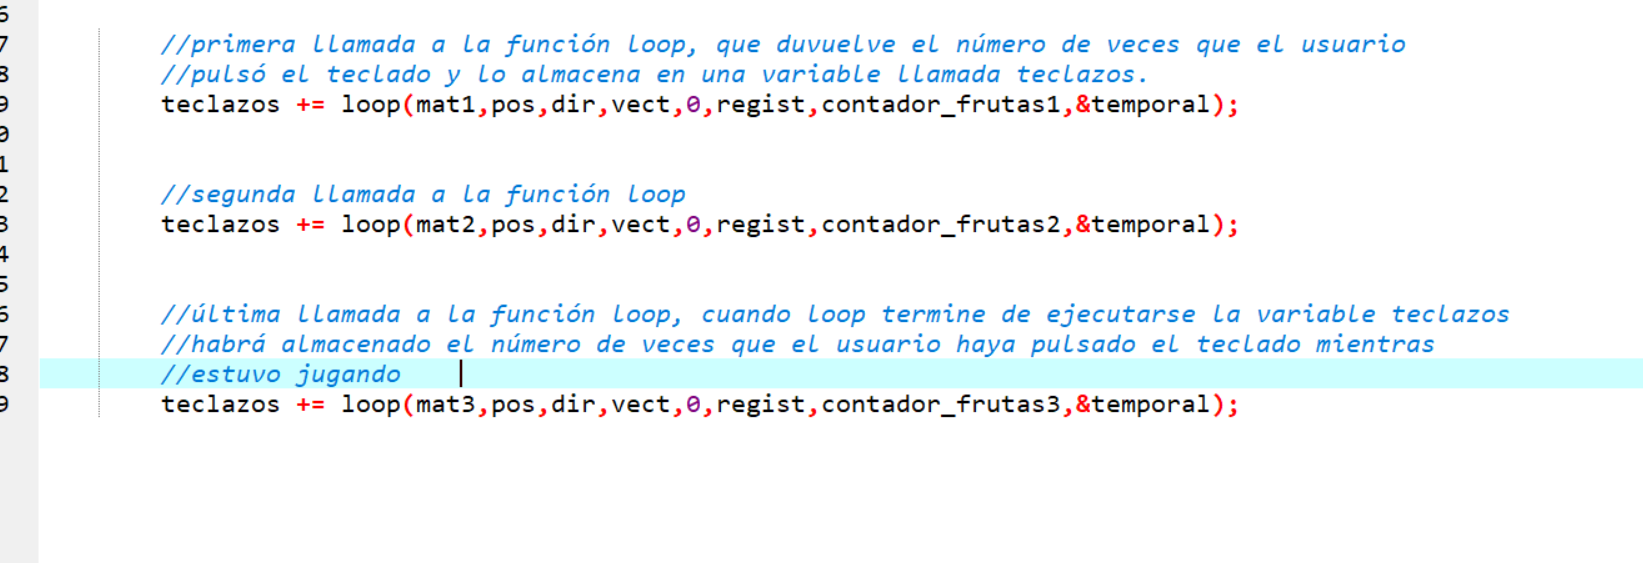 6
7 //primera llamada a la función loop, que duvuelve el número de veces que el usuario
8 //pulsó el teclado y lo almacena en una variable llamada teclazos.
9 teclazos += loop(mat1,pos,dir,vect,0,regist,contador_frutas1,&temporal);
0
1
2 //segunda llamada a la función loop
3 teclazos += loop(mat2,pos,dir,vect,0,regist,contador_frutas2,&temporal);
4
5
6 //última llamada a la función loop, cuando loop termine de ejecutarse la variable teclazos
7 //habrá almacenado el número de veces que el usuario haya pulsado el teclado mientras
8 //estuvo jugando
9 teclazos += loop(mat3,pos,dir,vect,0,regist,contador_frutas3,&temporal);